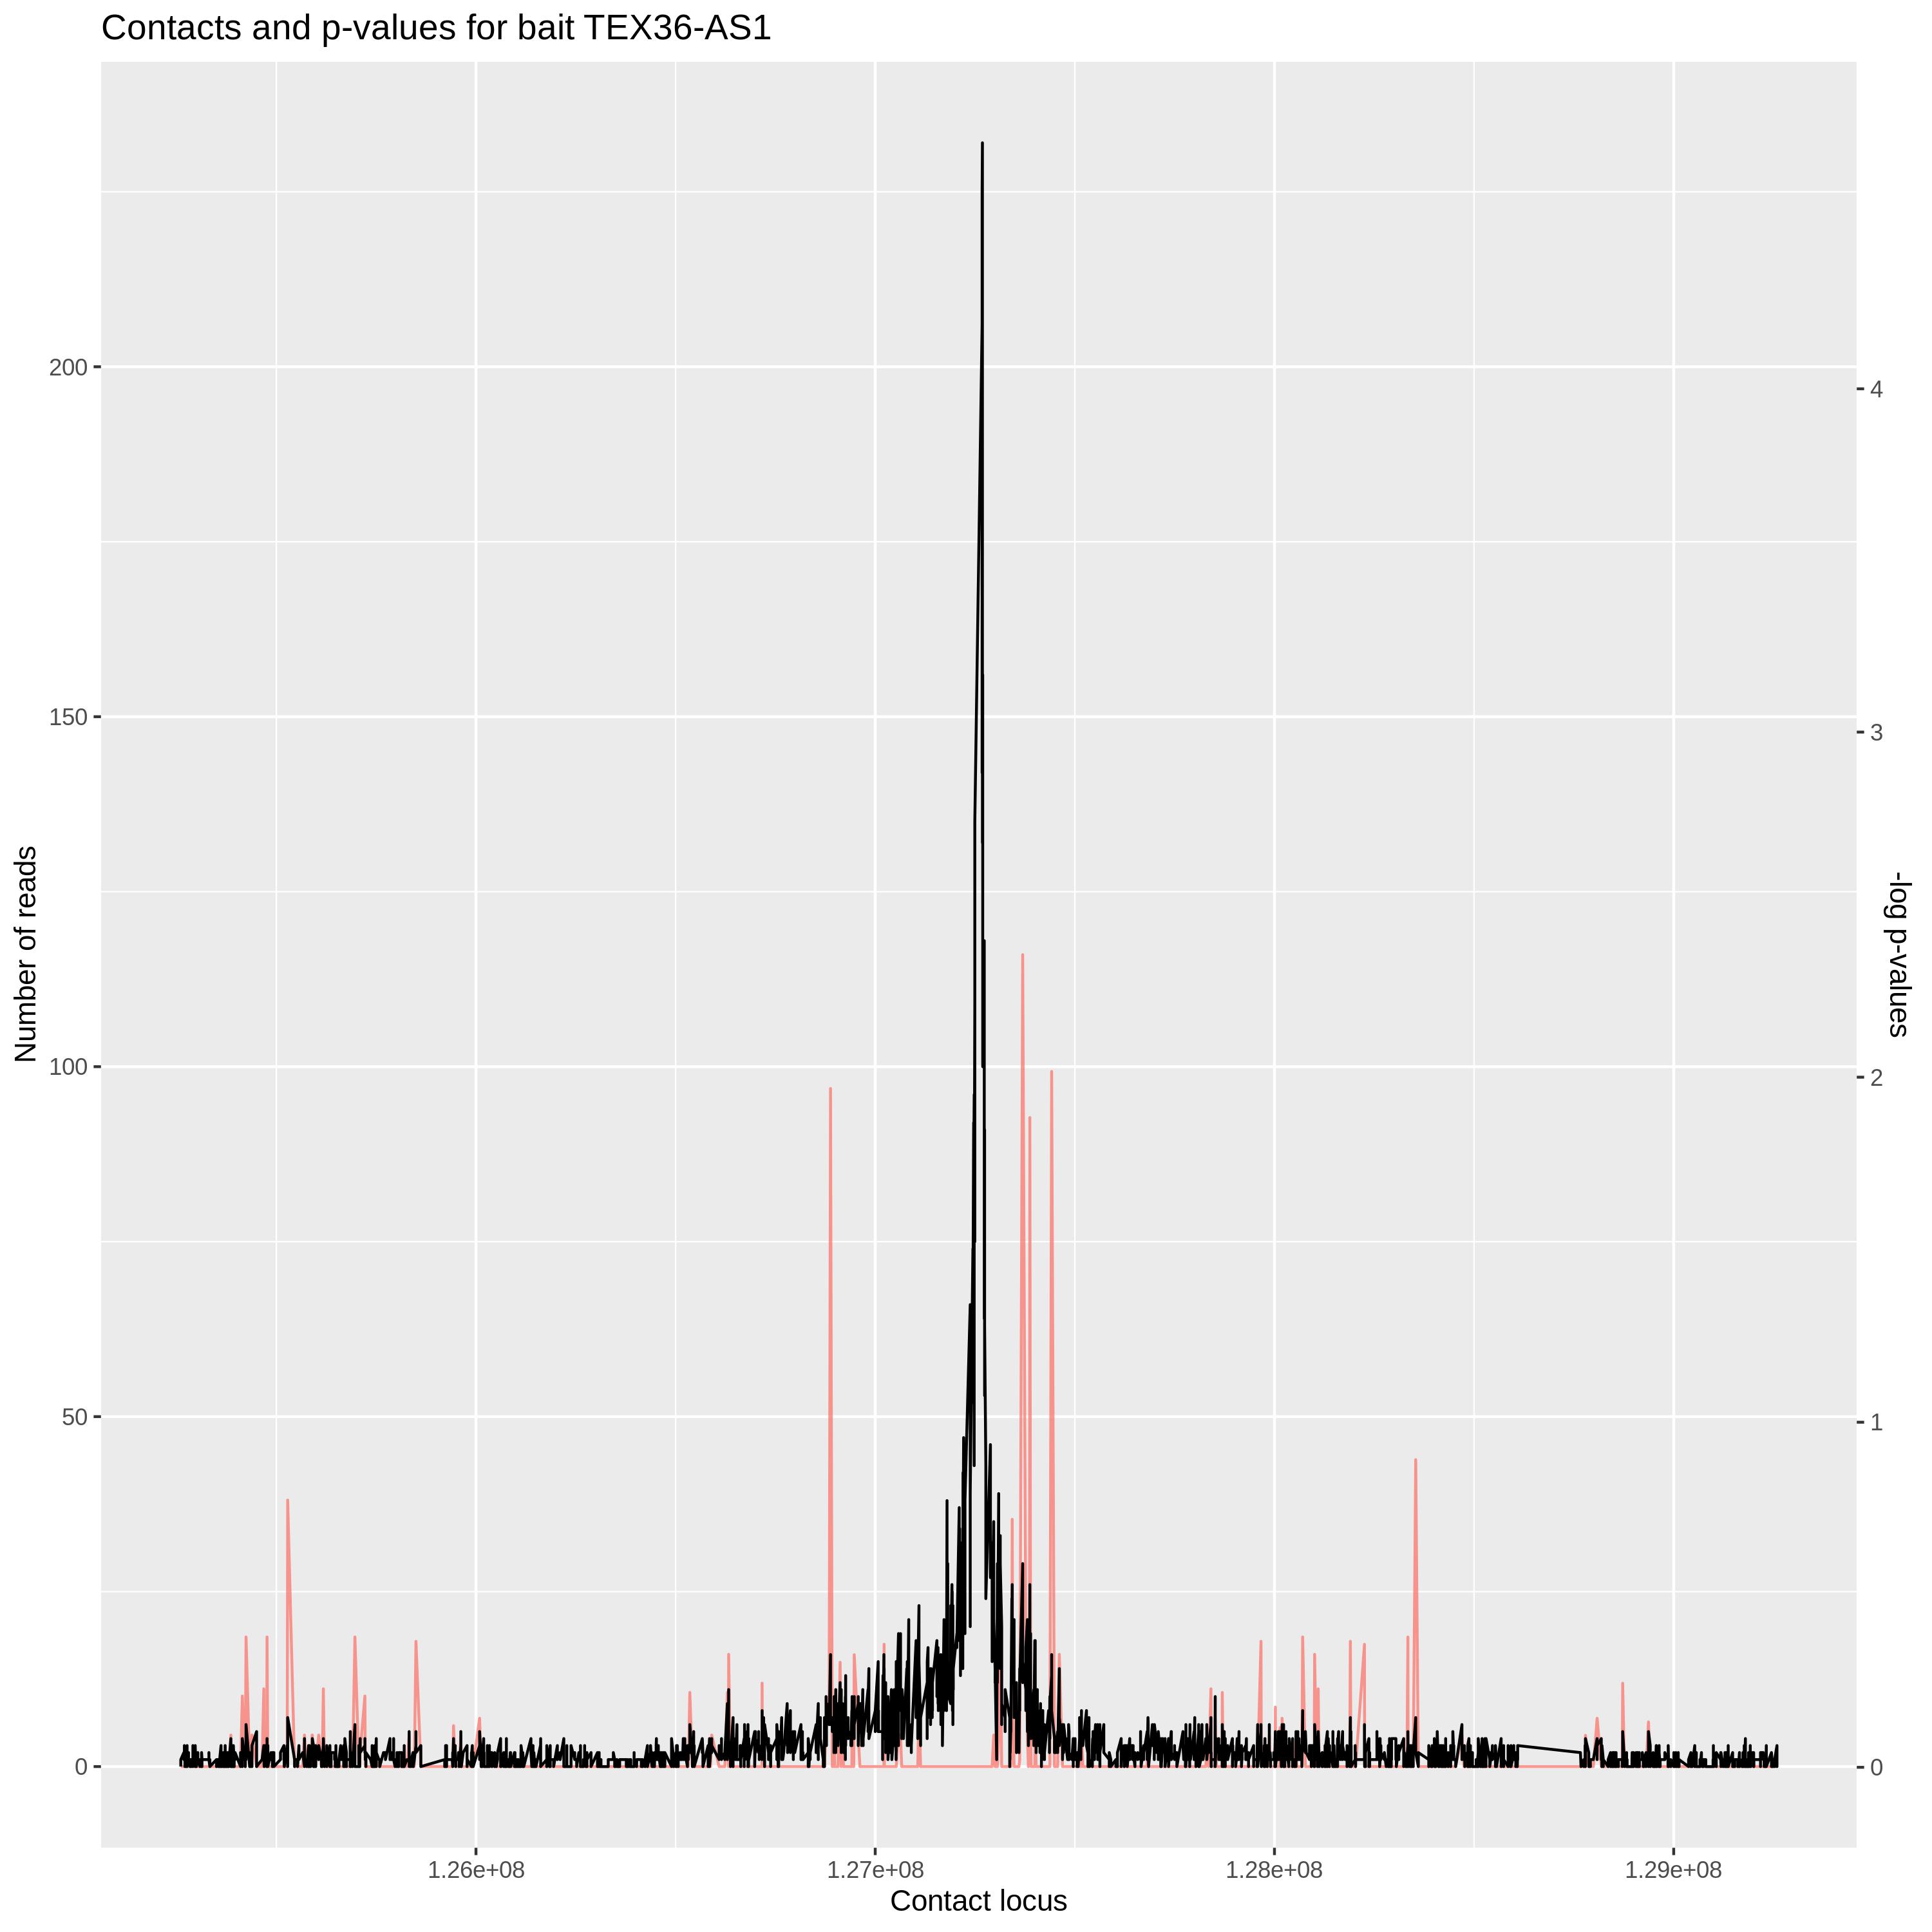 Contacts and p-values for bait TEX36-AS1
Number of reads
200
150
100
50
0
4
3
2
1
0
-log p-values
1.26e+08
1.27e+08
1.28e+08
1.29e+08
Contact locus